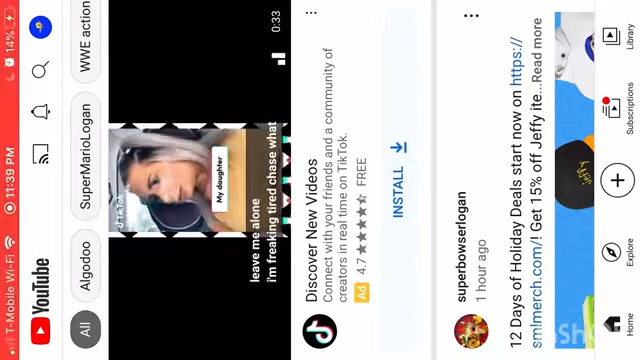 T-Mobile Wi-Fi 11:39 PM 14%
YouTube
All Algodoo SuperMarioLogan WWE action
TikTok
My daughter
leave me alone
i'm freaking tired chase what
0:33
Discover New Videos
Connect with your friends and a community of
creators in real time on TikTok.
Ad 4.7 ★★★★★ FREE
INSTALL
superbowserlogan
1 hour ago
12 Days of Holiday Deals start now on https://
smlmerch.com/! Get 15% off Jeffy ite...Read more
Jeffy
Home Explore Subscriptions Library